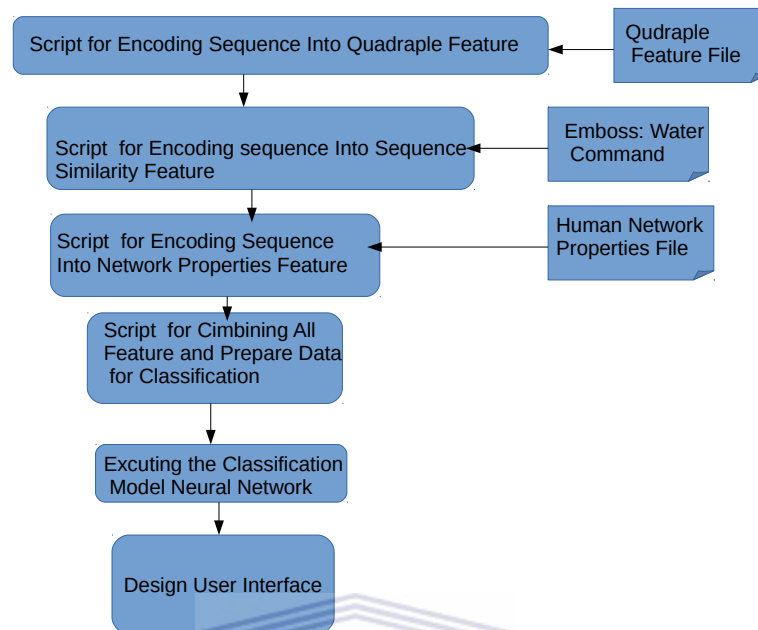 Script for Encoding Sequence Into Quadraple Feature
Qudraple
Feature File
Script for Encoding sequence Into Sequence
Similarity Feature
Emboss: Water
Command
Script for Encoding Sequence
Into Network Properties Feature
Human Network
Properties File
Script for Cimbining All
Feature and Prepare Data
for Classification
Excuting the Classification
Model Neural Network
Design User Interface